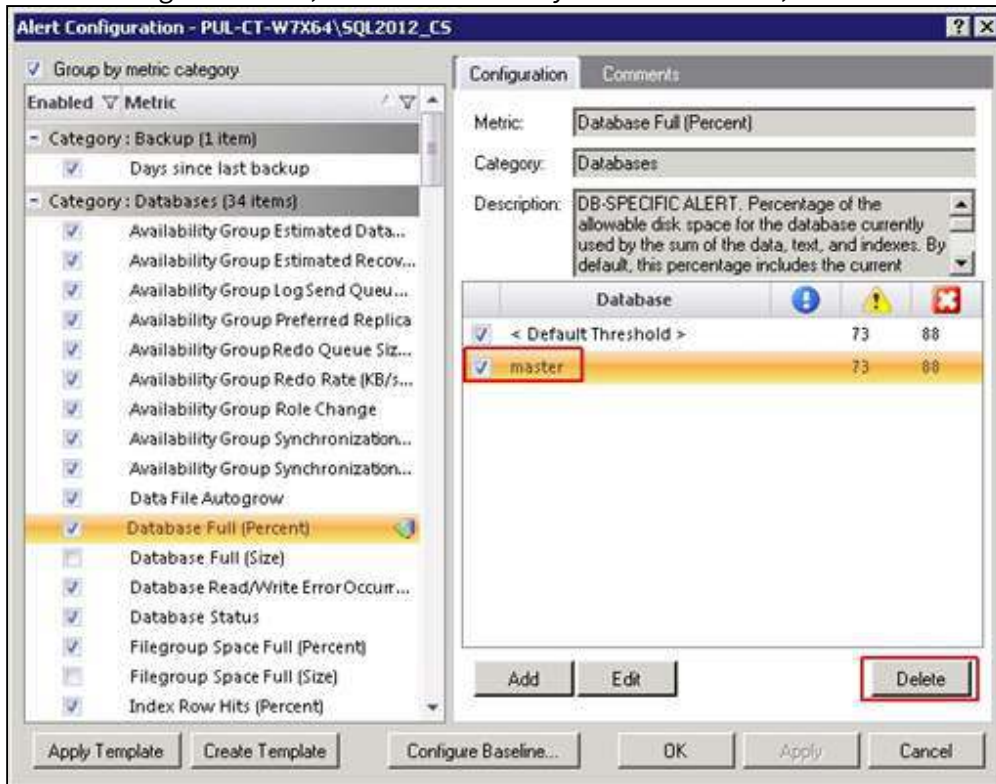 Alert Configuration - PUL-CT-W7X64\SQL2012_CS
Group by metric category
Enabled Metric
Category : Backup (1 item)
Days since last backup
Category : Databases (34 items)
Availability Group Estimated Data...
Availability Group Estimated Recov...
Availability Group Log Send Queu...
Availability Group Preferred Replica
Availability Group Redo Queue Siz...
Availability Group Redo Rate (KB/s...
Availability Group Role Change
Availability Group Synchronization...
Availability Group Synchronization...
Data File Autogrow
Database Full (Percent)
Database Full (Size)
Database Read/Write Error Occurr...
Database Status
Filegroup Space Full (Percent)
Filegroup Space Full (Size)
Index Row Hits (Percent)
Configuration Comments
Metric: Database Full (Percent)
Category: Databases
Description: DB-SPECIFIC ALERT. Percentage of the
allowable disk space for the database currently
used by the sum of the data, text, and indexes. By
default, this percentage includes the current
Database
< Default Threshold > 73 88
master 73 88
Add Edit Delete
Apply Template Create Template Configure Baseline... OK Apply Cancel